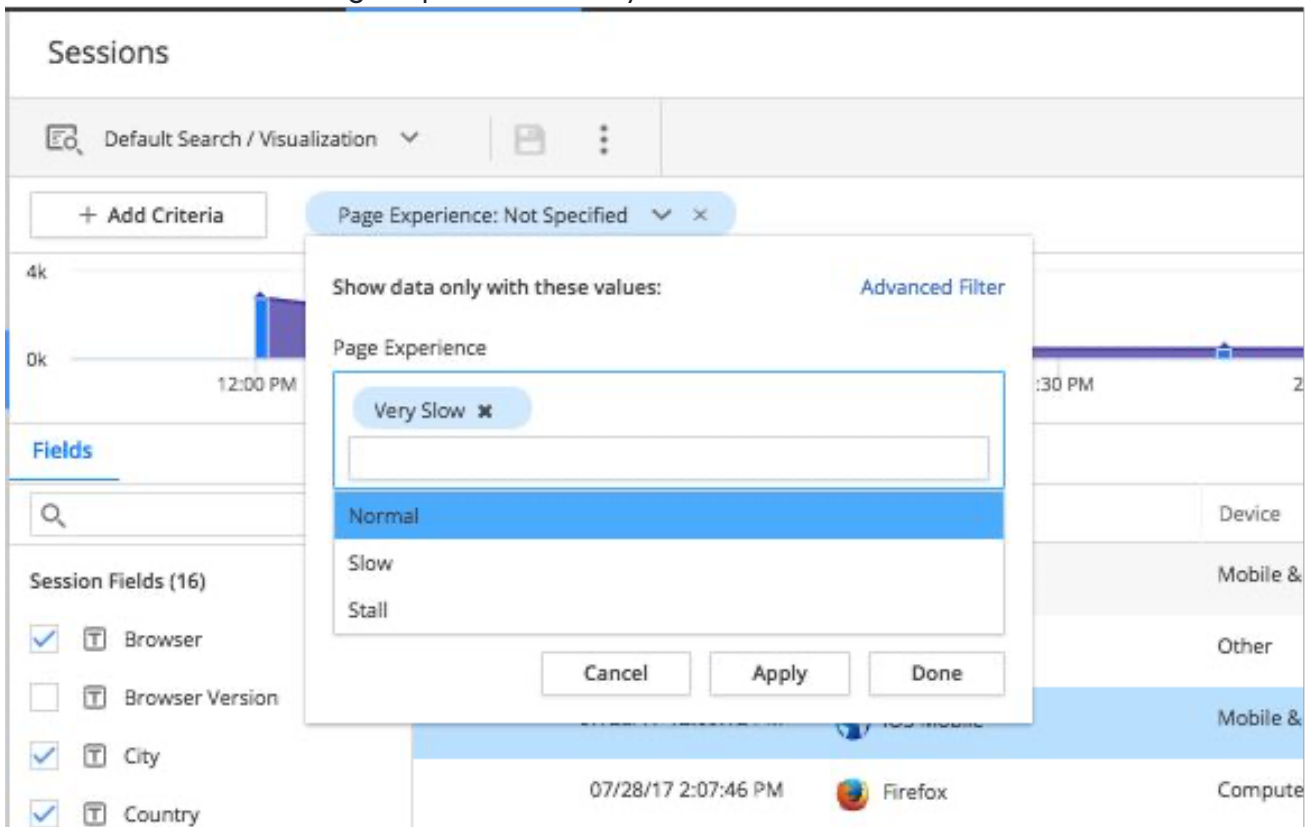 Sessions
Default Search / Visualization
+ Add Criteria
Page Experience: Not Specified ×
4k
Show data only with these values:
Advanced Filter
Page Experience
0k
12:00 PM
:30 PM
2
Very Slow ✖
Fields
Normal
Device
Slow
Session Fields (16)
Mobile &
Stall
Browser
Other
Cancel
Apply
Done
Browser Version
Mobile &
City
07/28/17 2:07:46 PM
Firefox
Compute
Country